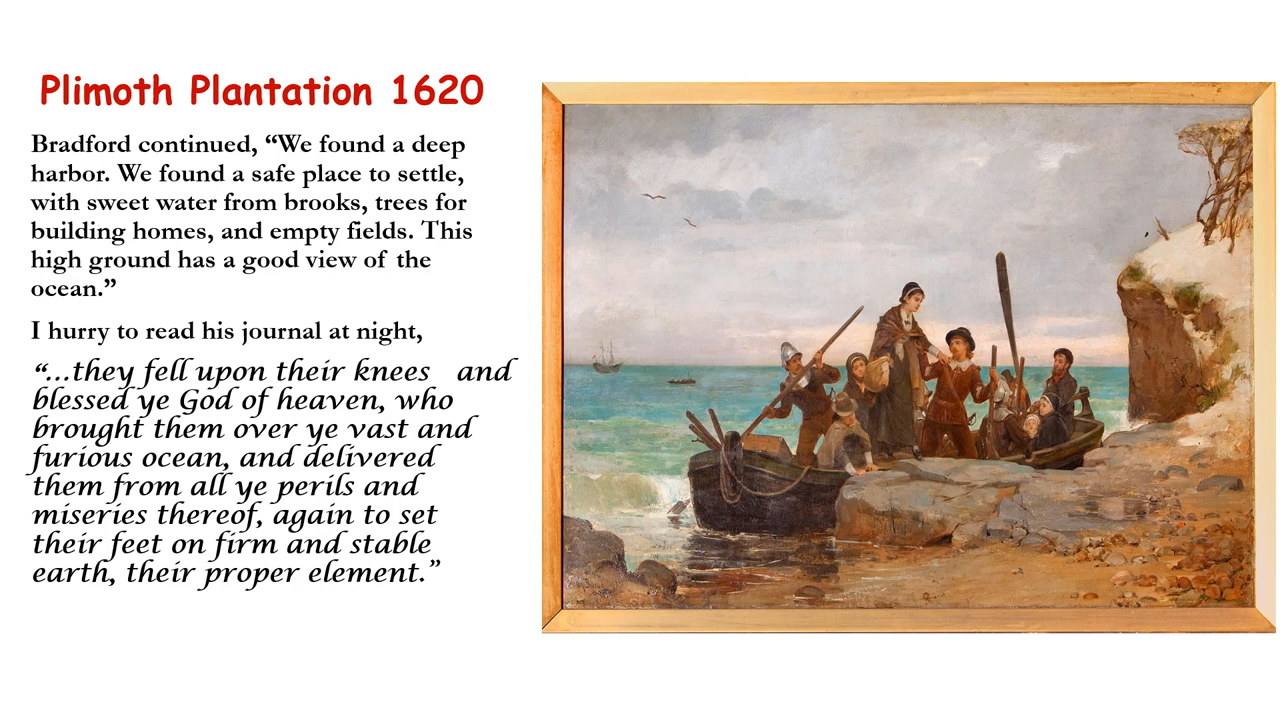 Plimoth Plantation 1620
Bradford continued, “We found a deep
harbor. We found a safe place to settle,
with sweet water from brooks, trees for
building homes, and empty fields. This
high ground has a good view of the
ocean.”
I hurry to read his journal at night,
“…they fell upon their knees and
blessed ye God of heaven, who
brought them over ye vast and
furious ocean, and delivered
them from all ye perils and
miseries thereof, again to set
their feet on firm and stable
earth, their proper element.”